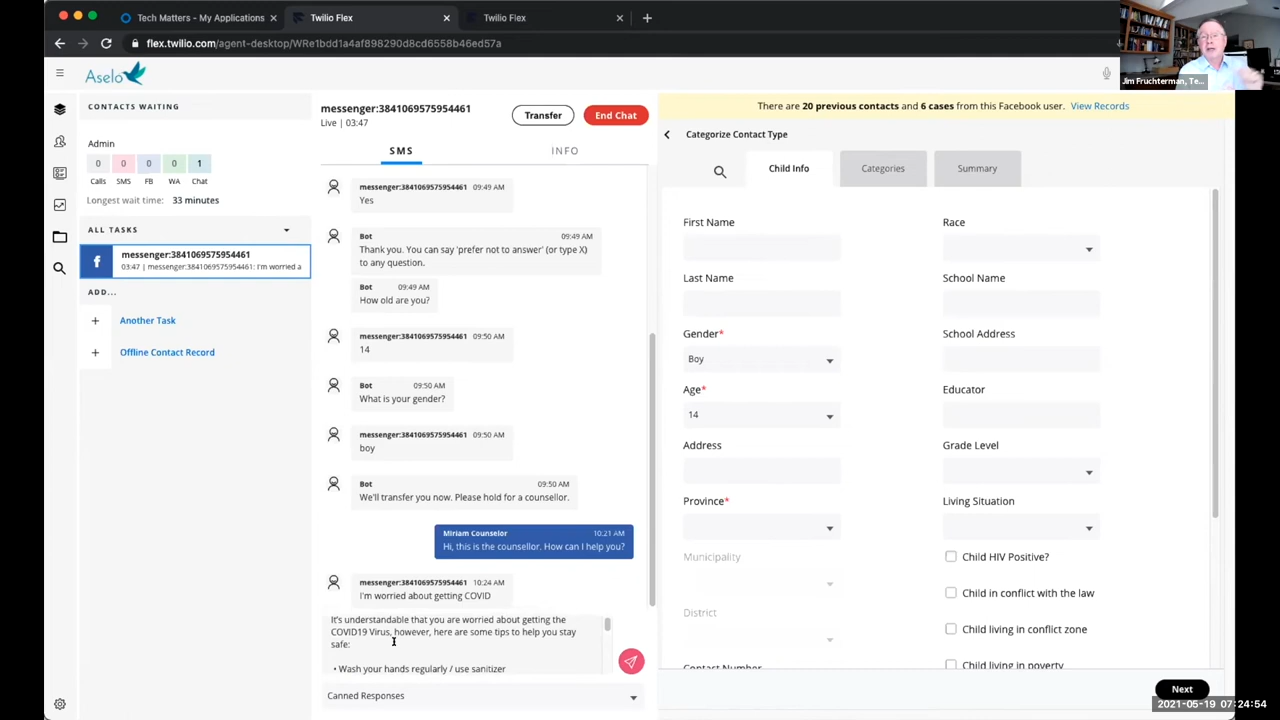 Tech Matters - My Applications
Twilio Flex
Twilio Flex
flex.twilio.com/agent-desktop/WRe1bdd1a4af898290d8cd6558b46ed57a
Jim Fruchterman, Te...
Aselo
CONTACTS WAITING
Admin
0 0 0 0 1
Calls SMS FB WA Chat
Longest wait time: 33 minutes
ALL TASKS
messenger:3841069575954461
03:47 | messenger:3841069575954461: I'm worried a
ADD...
Another Task
Offline Contact Record
messenger:3841069575954461
Live | 03:47
Transfer
End Chat
SMS
INFO
messenger:3841069575954461 09:49 AM
Yes
Bot 09:49 AM
Thank you. You can say 'prefer not to answer' (or type X)
to any question.
Bot 09:49 AM
How old are you?
messenger:3841069575954461 09:50 AM
14
Bot 09:50 AM
What is your gender?
messenger:3841069575954461 09:50 AM
boy
Bot 09:50 AM
We'll transfer you now. Please hold for a counsellor.
Miriam Counselor 10:21 AM
Hi, this is the counsellor. How can I help you?
messenger:3841069575954461 10:24 AM
I'm worried about getting COVID
It's understandable that you are worried about getting the
COVID19 Virus, however, here are some tips to help you stay
safe:
• Wash your hands regularly / use sanitizer
Canned Responses
There are 20 previous contacts and 6 cases from this Facebook user. View Records
Categorize Contact Type
Child Info
Categories
Summary
First Name
Last Name
Gender*
Boy
Age*
14
Address
Province*
Municipality
District
Contact Number
Race
School Name
School Address
Educator
Grade Level
Living Situation
Child HIV Positive?
Child in conflict with the law
Child living in conflict zone
Child living in poverty
Next
2021-05-19 07:24:54